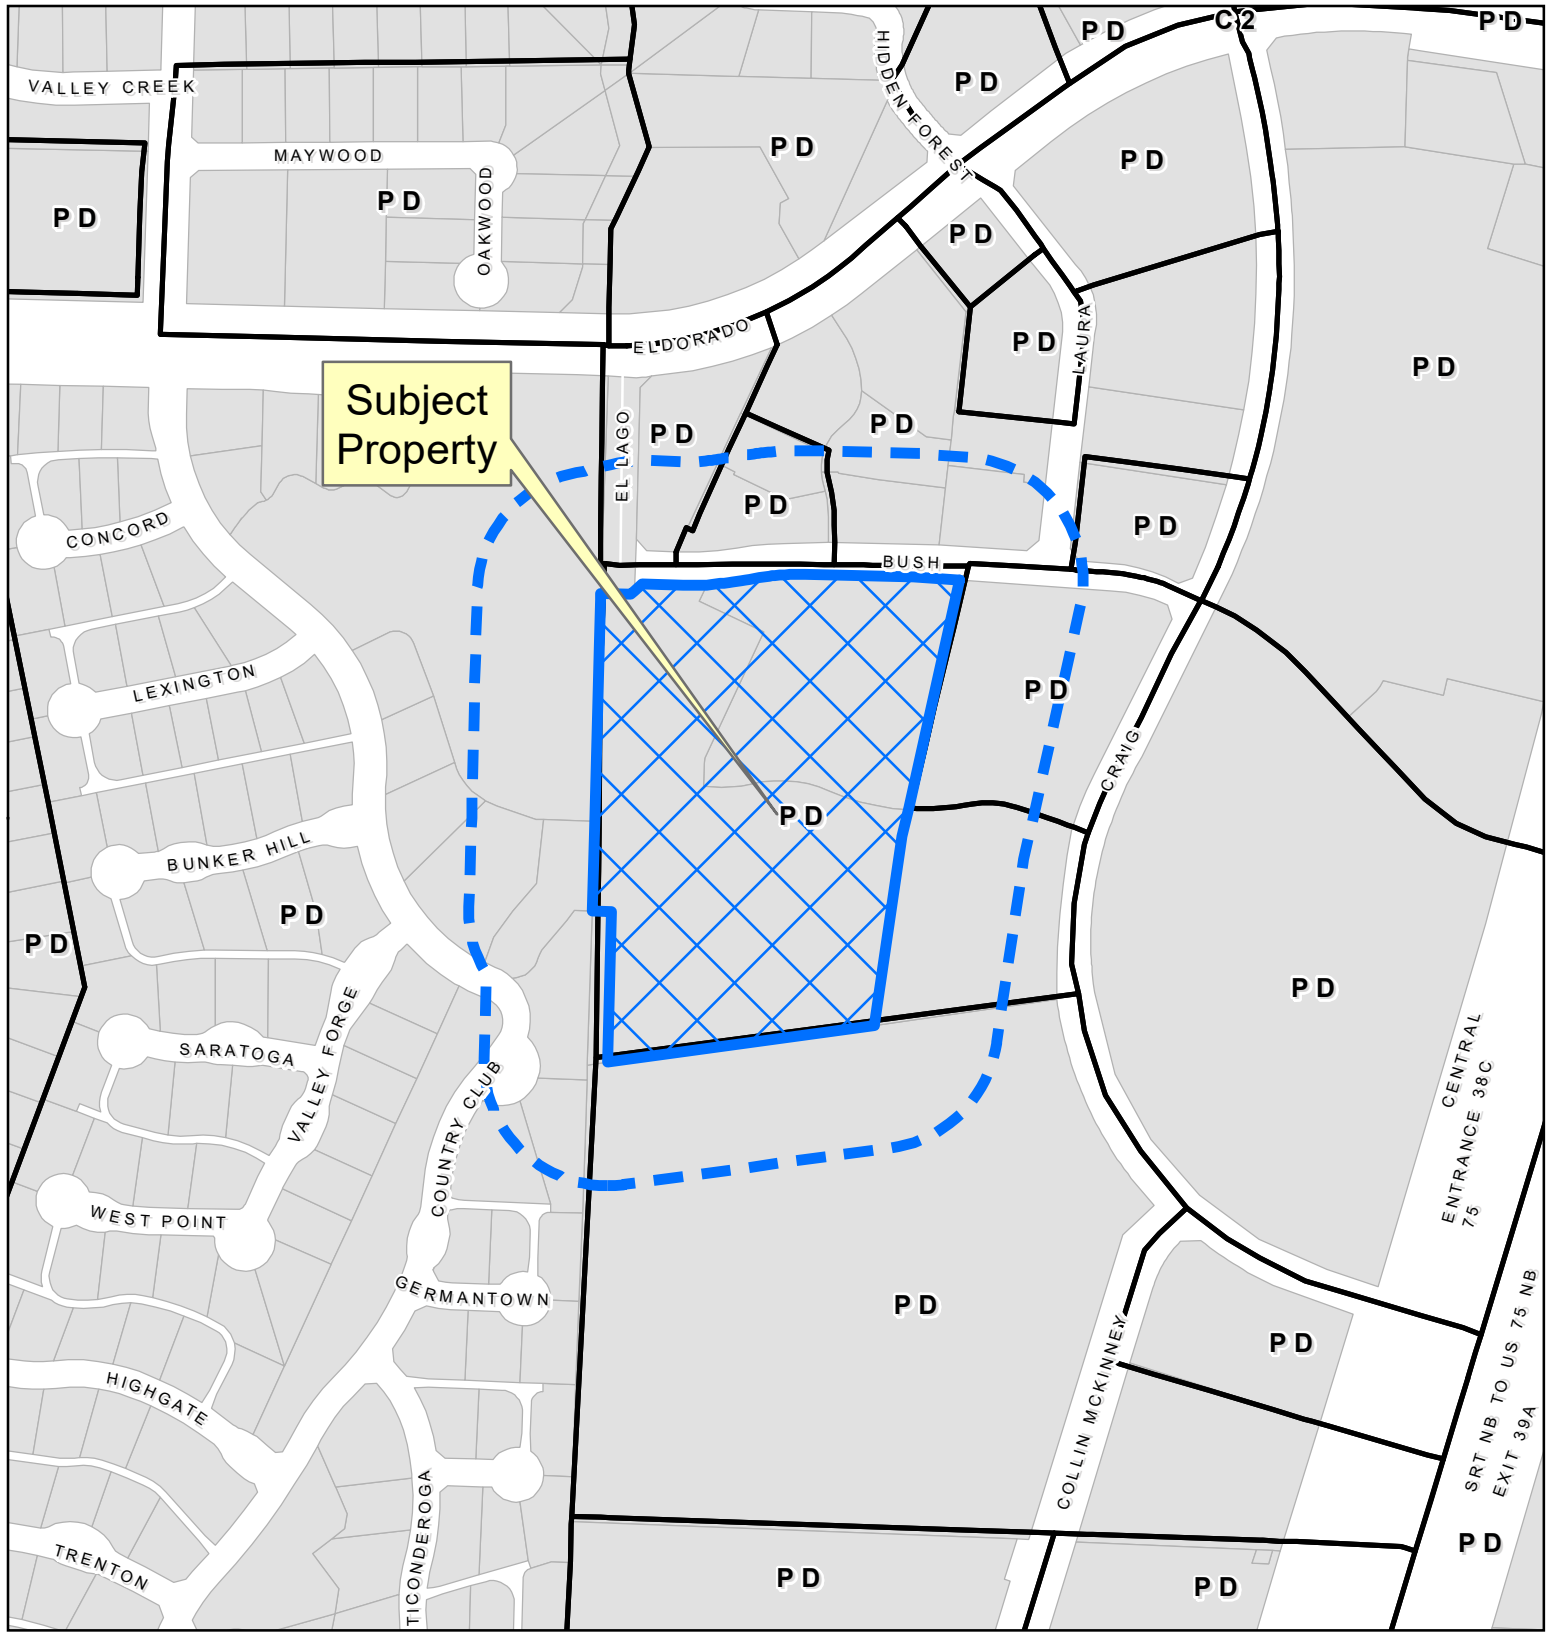 C2
PD
PD
HIDDEN FOREST
PD
VALLEY CREEK
PD
MAYWOOD
PD
PD
OAKWOOD
PD
PD
ELDORADO
PD
LAURA
PD
Subject
Property
PD
PD
EL LAGO
PD
PD
CONCORD
BUSH
LEXINGTON
PD
CRAIG
PD
BUNKER HILL
PD
PD
PD
VALLEY FORGE
SARATOGA
COUNTRY CLUB
CENTRAL
ENTRANCE 38C
75
WEST POINT
GERMANTOWN
PD
PD
HIGHGATE
COLLIN MCKINNEY
SRT NB TO US 75 NB
EXIT 39A
TICONDEROGA
PD
TRENTON
PD
PD